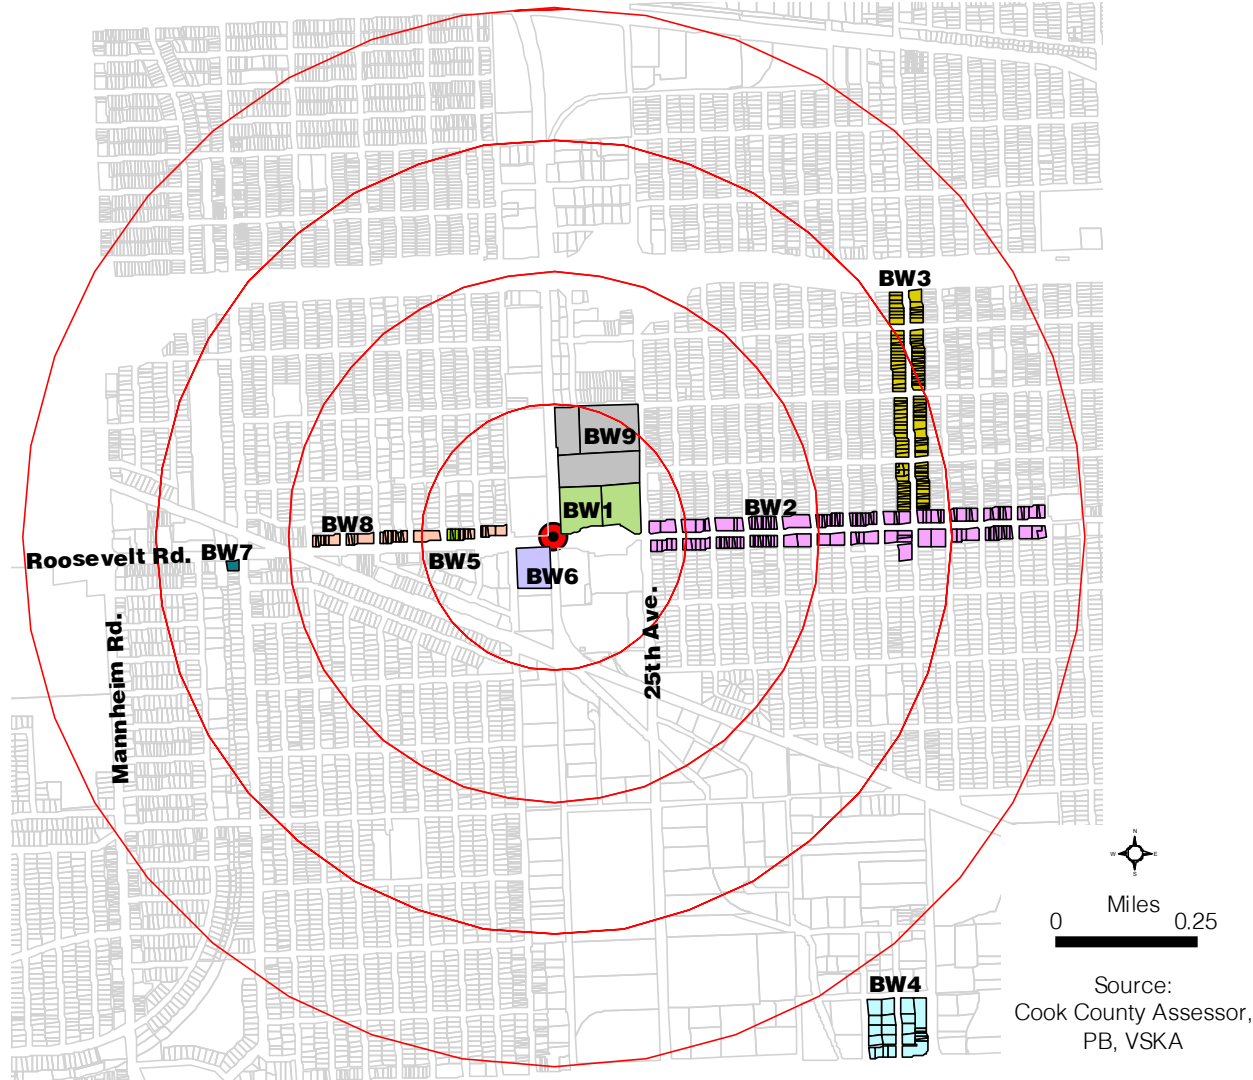 BW3
BW9
BW1
BW2
BW8
Roosevelt Rd.
BW7
BW5
BW6
25th Ave.
Mannheim Rd.
N
W
E
S
Miles
0
0.25
BW4
Source:
Cook County Assessor,
PB, VSKA